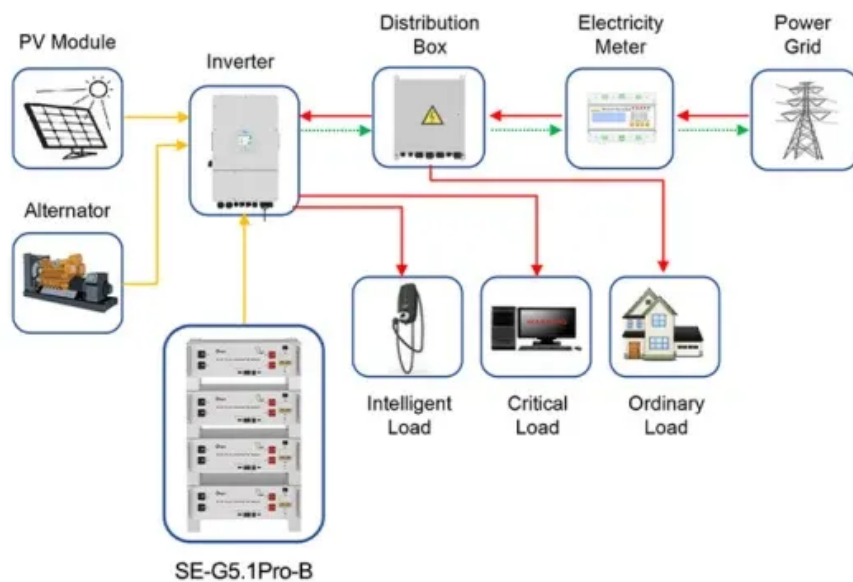 PV Module
Inverter
Distribution
Box
Electricity
Meter
Power
Grid
Alternator
Intelligent
Load
Critical
Load
Ordinary
Load
SE-G5.1Pro-B